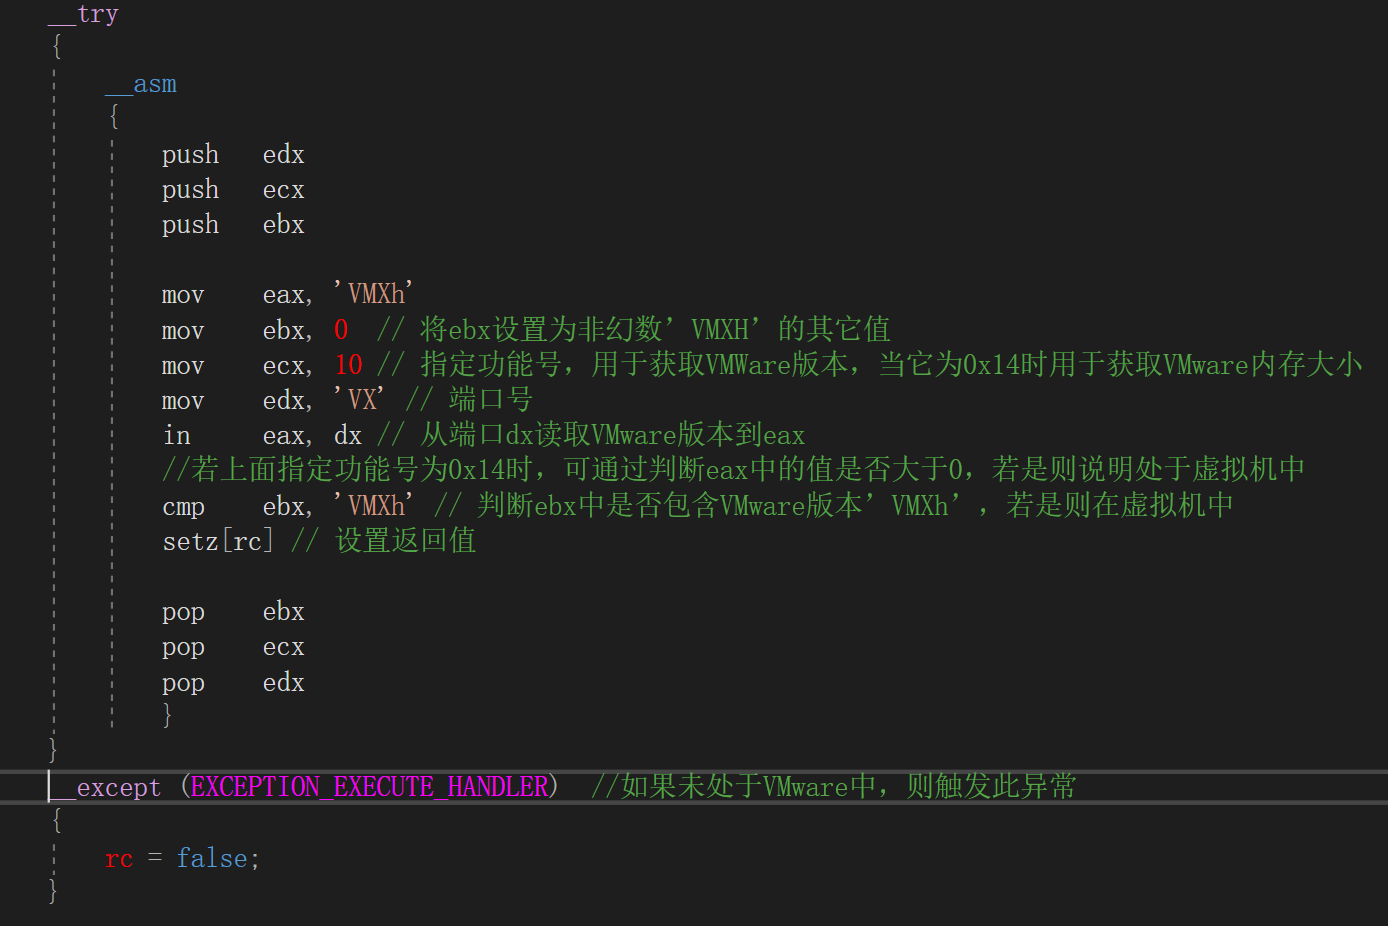 __try
{
__asm
{
push edx
push ecx
push ebx
mov eax, 'VMXh'
mov ebx, 0 // 将ebx设置为非幻数’VMXH’的其它值
mov ecx, 10 // 指定功能号，用于获取VMWare版本，当它为0x14时用于获取VMware内存大小
mov edx, 'VX' // 端口号
in eax, dx // 从端口dx读取VMware版本到eax
//若上面指定功能号为0x14时，可通过判断eax中的值是否大于0，若是则说明处于虚拟机中
cmp ebx, 'VMXh' // 判断ebx中是否包含VMware版本’VMXh’，若是则在虚拟机中
setz[rc] // 设置返回值
pop ebx
pop ecx
pop edx
}
}
__except (EXCEPTION_EXECUTE_HANDLER) //如果未处于VMware中，则触发此异常
{
rc = false;
}